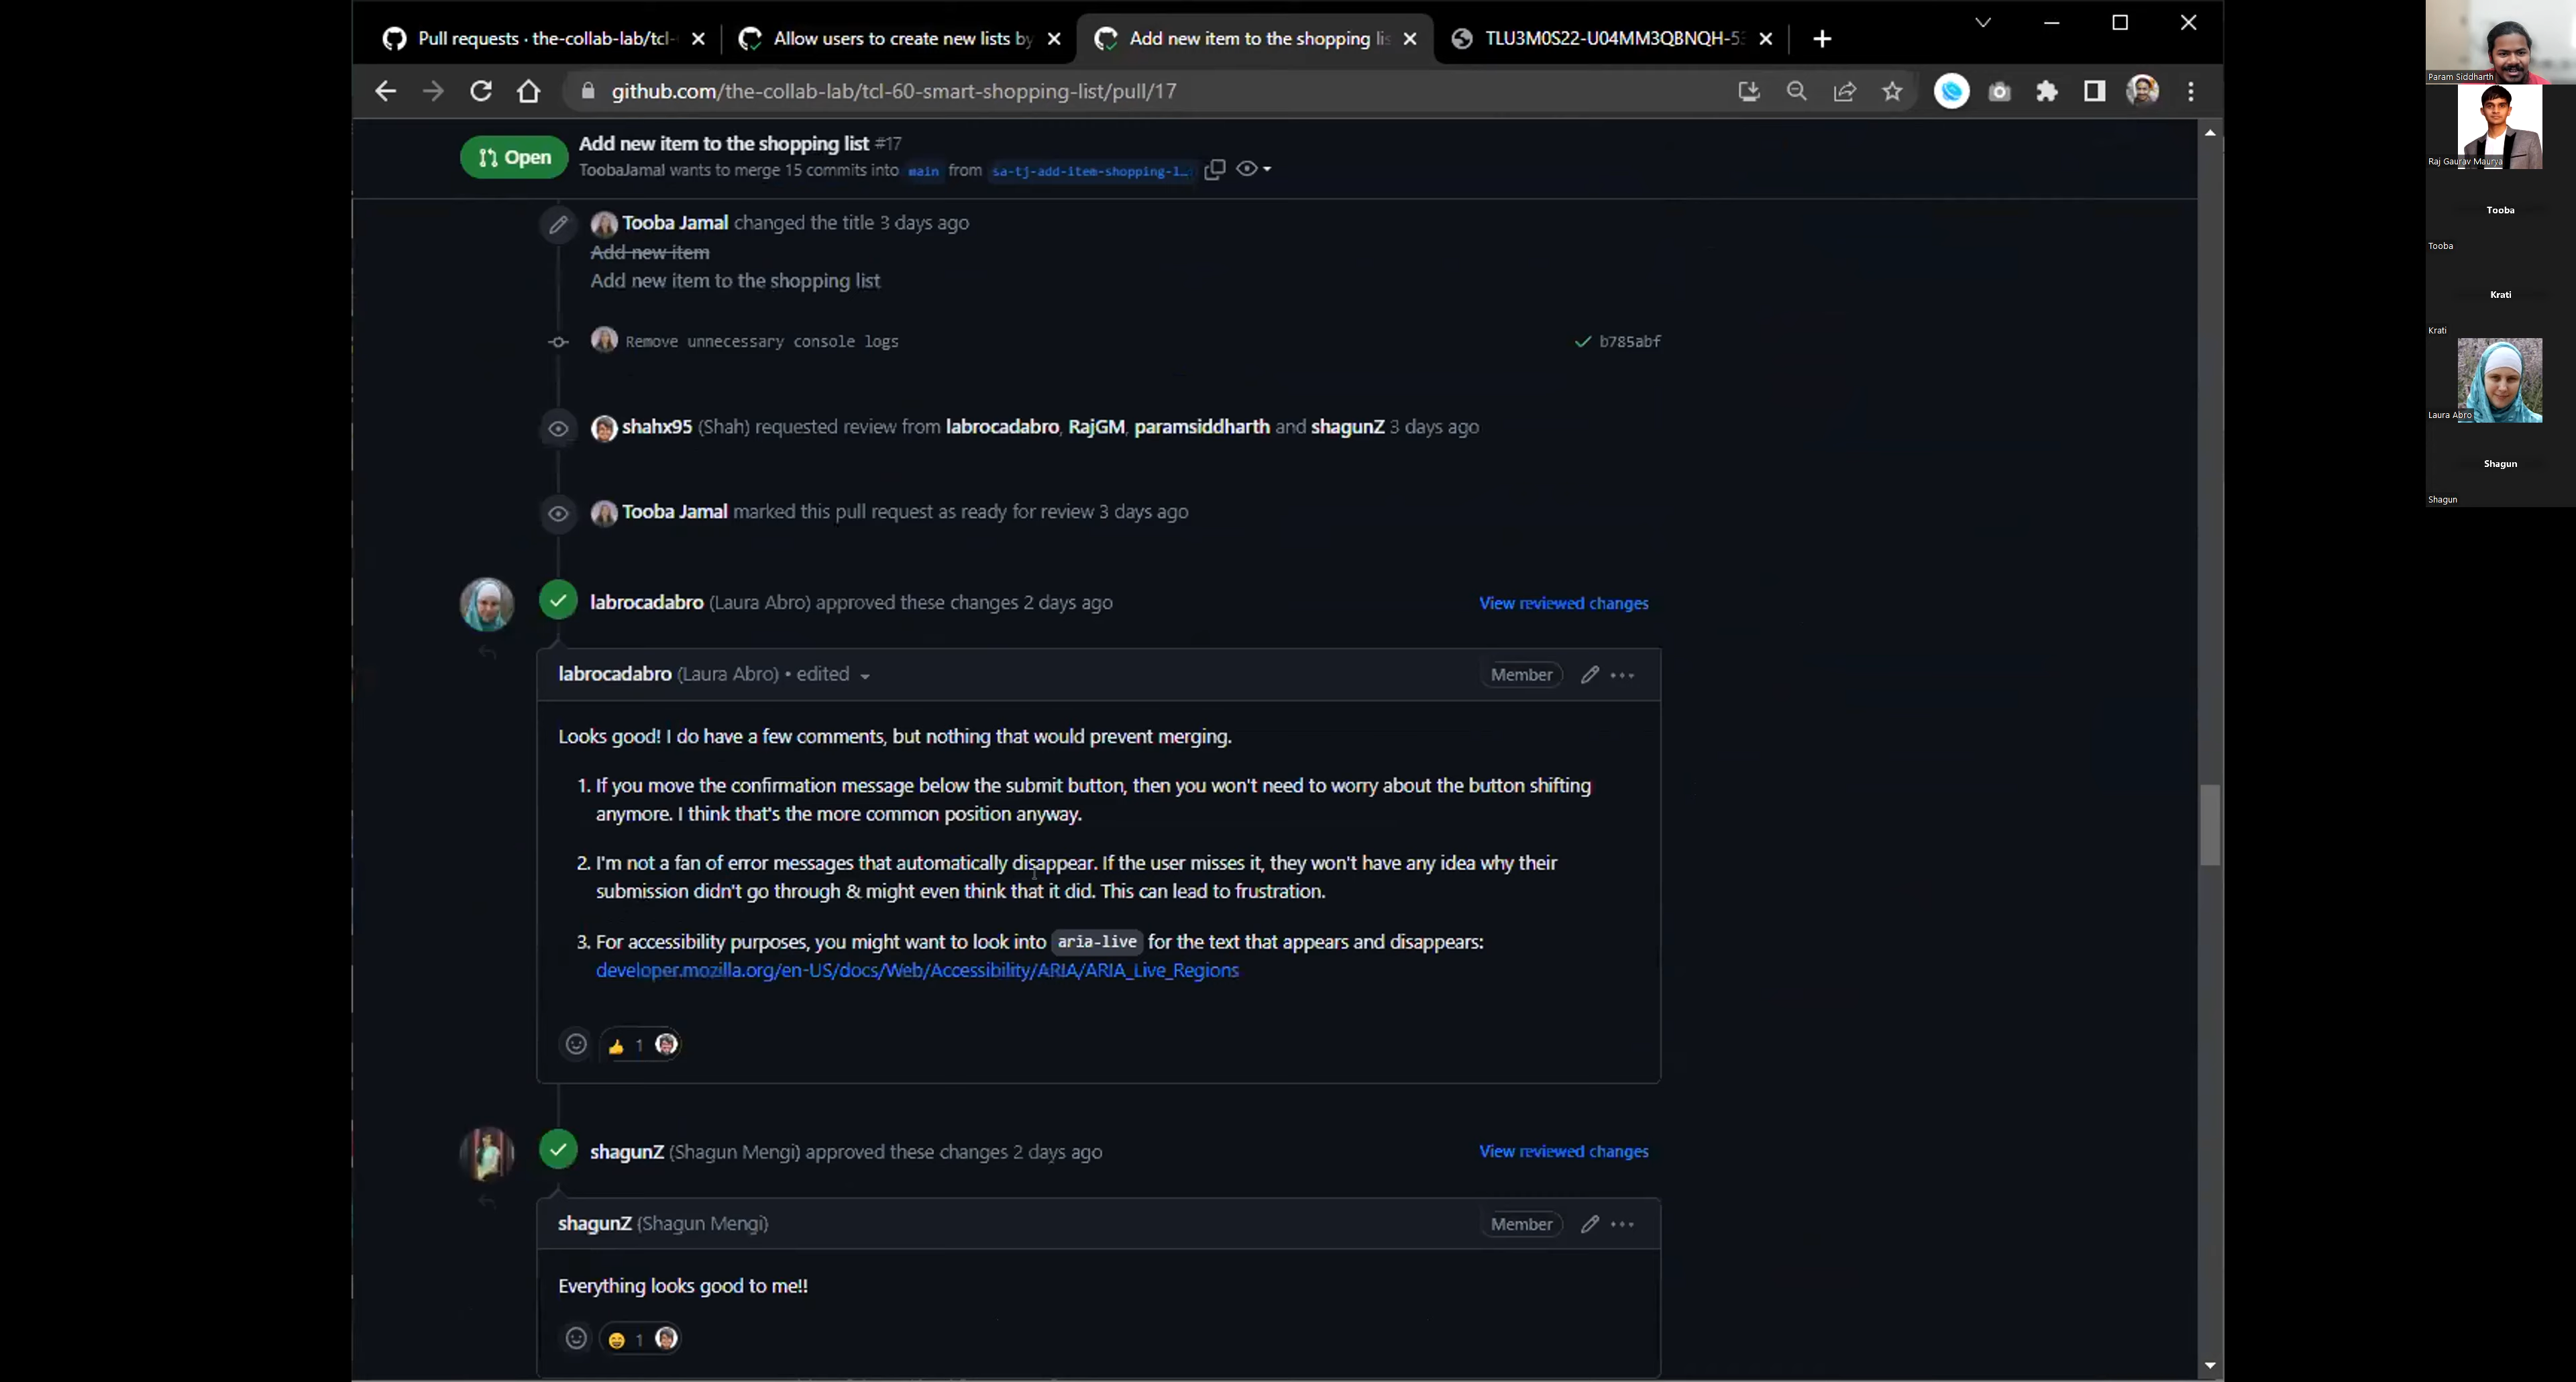 Pull requests · the-collab-lab/tcl-
Allow users to create new lists by
Add new item to the shopping lis
TLU3M0S22-U04MM3QBNQH-5
github.com/the-collab-lab/tcl-60-smart-shopping-list/pull/17
Open
Add new item to the shopping list #17
ToobaJamal wants to merge 15 commits into main from sa-tj-add-item-shopping-l…
Tooba Jamal changed the title 3 days ago
Add new item
Add new item to the shopping list
Remove unnecessary console logs
b785abf
shahx95 (Shah) requested review from labrocadabro, RajGM, paramsiddharth and shagunZ 3 days ago
Tooba Jamal marked this pull request as ready for review 3 days ago
labrocadabro (Laura Abro) approved these changes 2 days ago
View reviewed changes
labrocadabro (Laura Abro) • edited
Member
Looks good! I do have a few comments, but nothing that would prevent merging.
1. If you move the confirmation message below the submit button, then you won't need to worry about the button shifting
anymore. I think that's the more common position anyway.
2. I'm not a fan of error messages that automatically disappear. If the user misses it, they won't have any idea why their
submission didn't go through & might even think that it did. This can lead to frustration.
3. For accessibility purposes, you might want to look into aria-live for the text that appears and disappears:
developer.mozilla.org/en-US/docs/Web/Accessibility/ARIA/ARIA_Live_Regions
1
shagunZ (Shagun Mengi) approved these changes 2 days ago
View reviewed changes
shagunZ (Shagun Mengi)
Member
Everything looks good to me!!
1
Param Siddharth
Raj Gaurav Maurya
Tooba
Tooba
Krati
Krati
Laura Abro
Shagun
Shagun